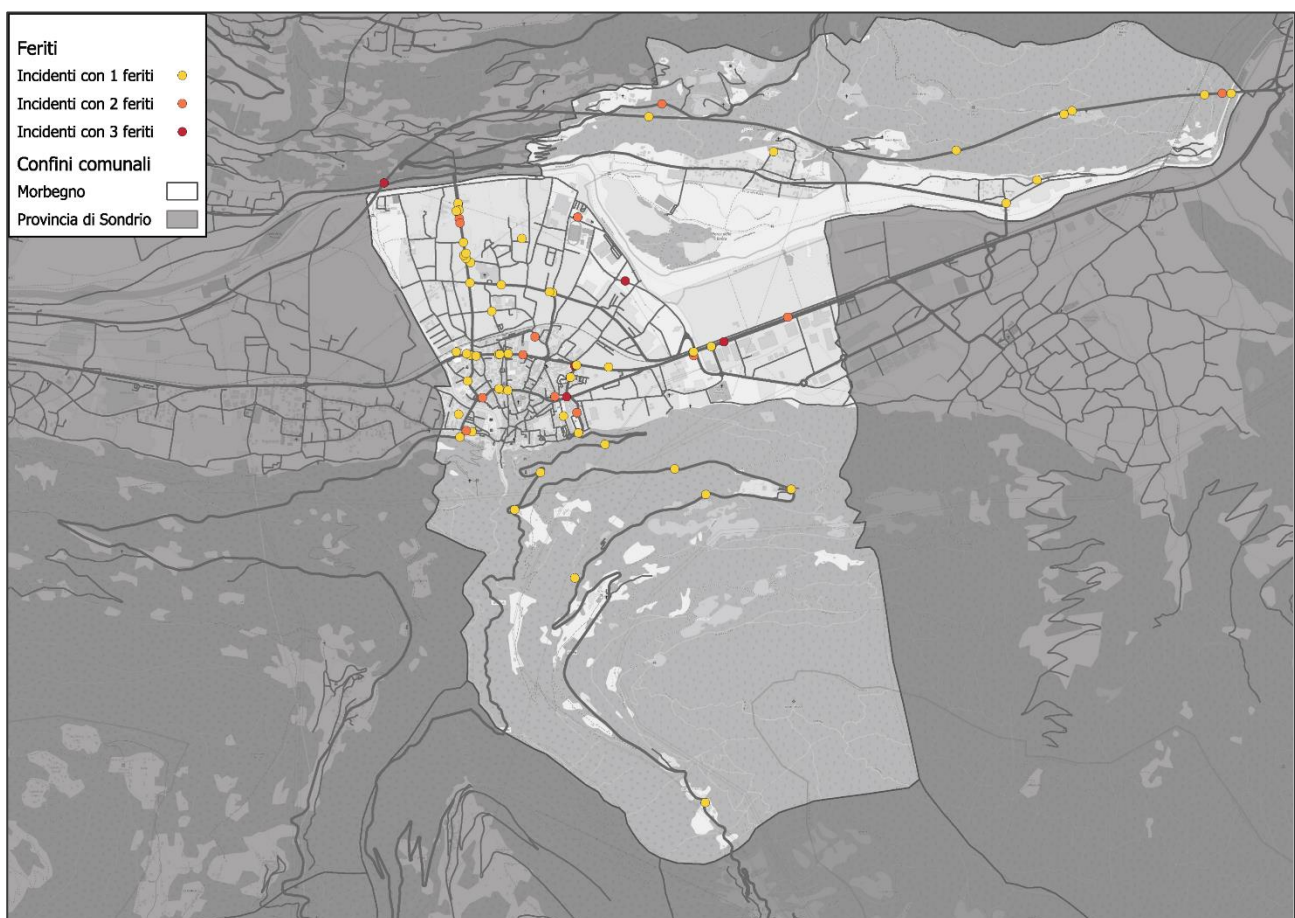 Feriti
Incidenti con 1 feriti
Incidenti con 2 feriti
Incidenti con 3 feriti
Confini comunali
Morbegno
Provincia di Sondrio